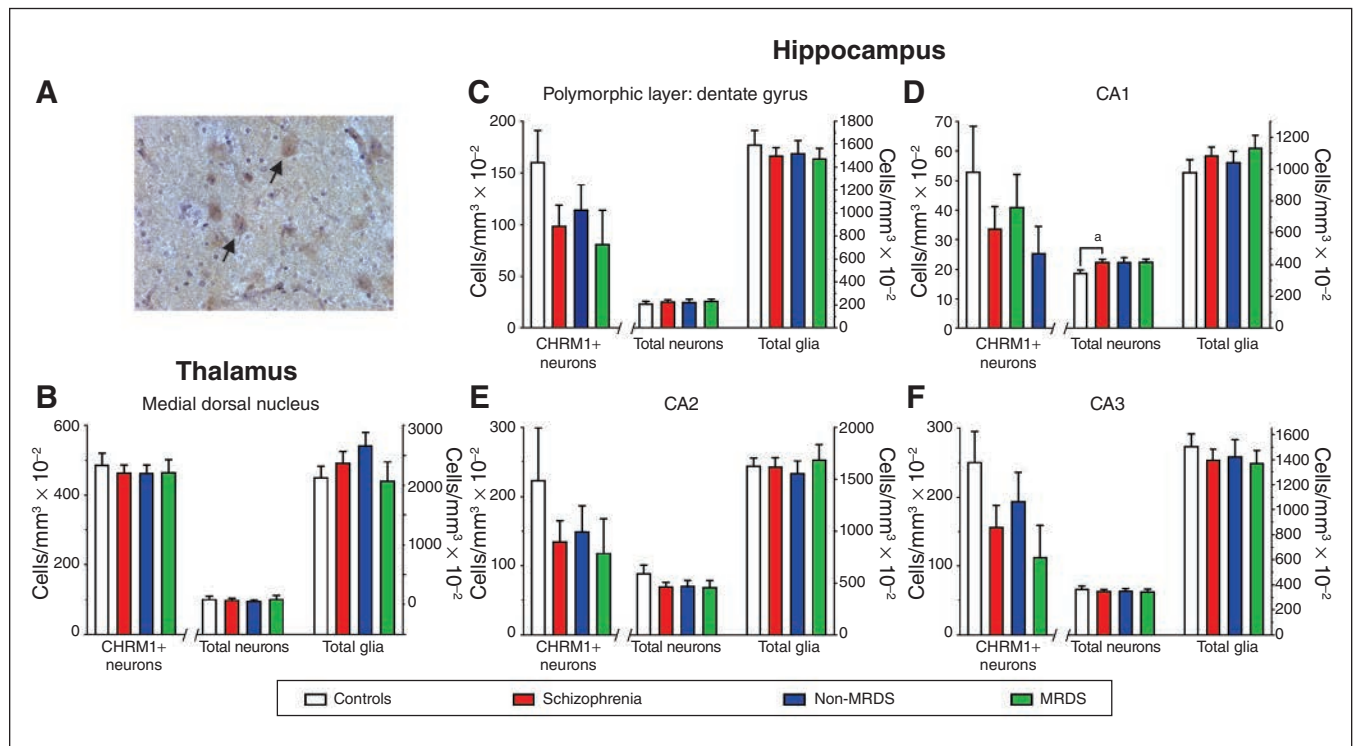 Hippocampus
A
C
Polymorphic layer: dentate gyrus
200
150
100
50
0
Cells/mm³ × 10⁻²
1800
1600
1400
1200
1000
800
600
400
200
0
Cells/mm³ × 10⁻²
CHRM1+
neurons
Total neurons
Total glia
D
CA1
70
60
50
40
30
20
10
0
Cells/mm³ × 10⁻²
a
1200
1000
800
600
400
200
0
Cells/mm³ × 10⁻²
CHRM1+
neurons
Total neurons
Total glia
Thalamus
B
Medial dorsal nucleus
600
400
200
0
Cells/mm³ × 10⁻²
3000
2000
1000
0
Cells/mm³ × 10⁻²
CHRM1+
neurons
Total neurons
Total glia
E
CA2
300
200
100
0
Cells/mm³ × 10⁻²
2000
1500
1000
500
0
Cells/mm³ × 10⁻²
CHRM1+
neurons
Total neurons
Total glia
F
CA3
300
200
100
0
Cells/mm³ × 10⁻²
1600
1400
1200
1000
800
600
400
200
0
Cells/mm³ × 10⁻²
CHRM1+
neurons
Total neurons
Total glia
Controls
Schizophrenia
Non-MRDS
MRDS